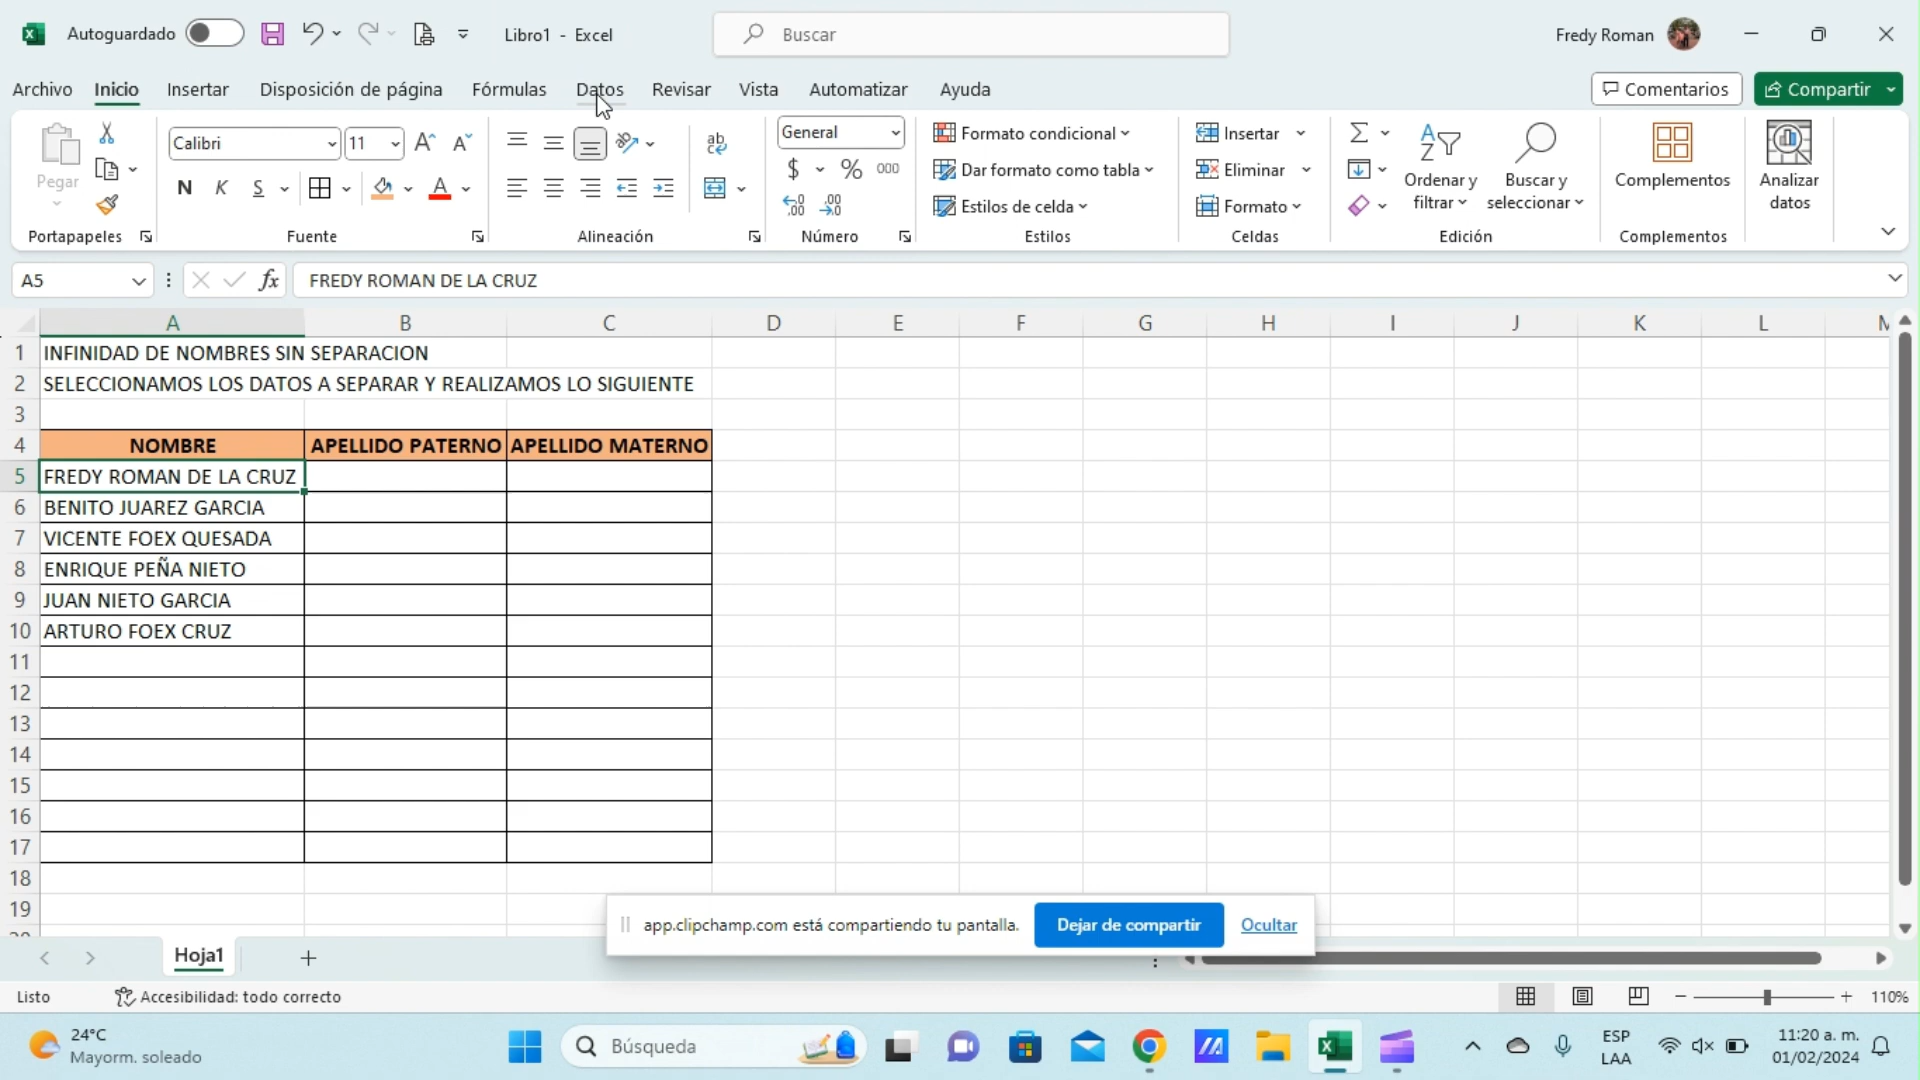 Autoguardado
Libro1 - Excel
Buscar
Fredy Roman
Archivo Inicio Insertar Disposición de página Fórmulas Datos Revisar Vista Automatizar Ayuda
Comentarios
Compartir
Pegar
Calibri
11
General
Formato condicional
Dar formato como tabla
Estilos de celda
Insertar
Eliminar
Formato
Ordenar y
filtrar
Buscar y
seleccionar
Complementos
Analizar
datos
N K S
$ % 000
Portapapeles
Fuente
Alineación
Número
Estilos
Celdas
Edición
Complementos
A5
fx
FREDY ROMAN DE LA CRUZ
A B C D E F G H I J K L
1 INFINIDAD DE NOMBRES SIN SEPARACION
2 SELECCIONAMOS LOS DATOS A SEPARAR Y REALIZAMOS LO SIGUIENTE
3
4 NOMBRE APELLIDO PATERNO APELLIDO MATERNO
5 FREDY ROMAN DE LA CRUZ
6 BENITO JUAREZ GARCIA
7 VICENTE FOEX QUESADA
8 ENRIQUE PEÑA NIETO
9 JUAN NIETO GARCIA
10 ARTURO FOEX CRUZ
11
12
13
14
15
16
17
18
19
app.clipchamp.com está compartiendo tu pantalla.
Dejar de compartir
Ocultar
Hoja1
Listo
Accesibilidad: todo correcto
110%
24°C
Mayorm. soleado
Búsqueda
ESP
LAA
11:20 a. m.
01/02/2024